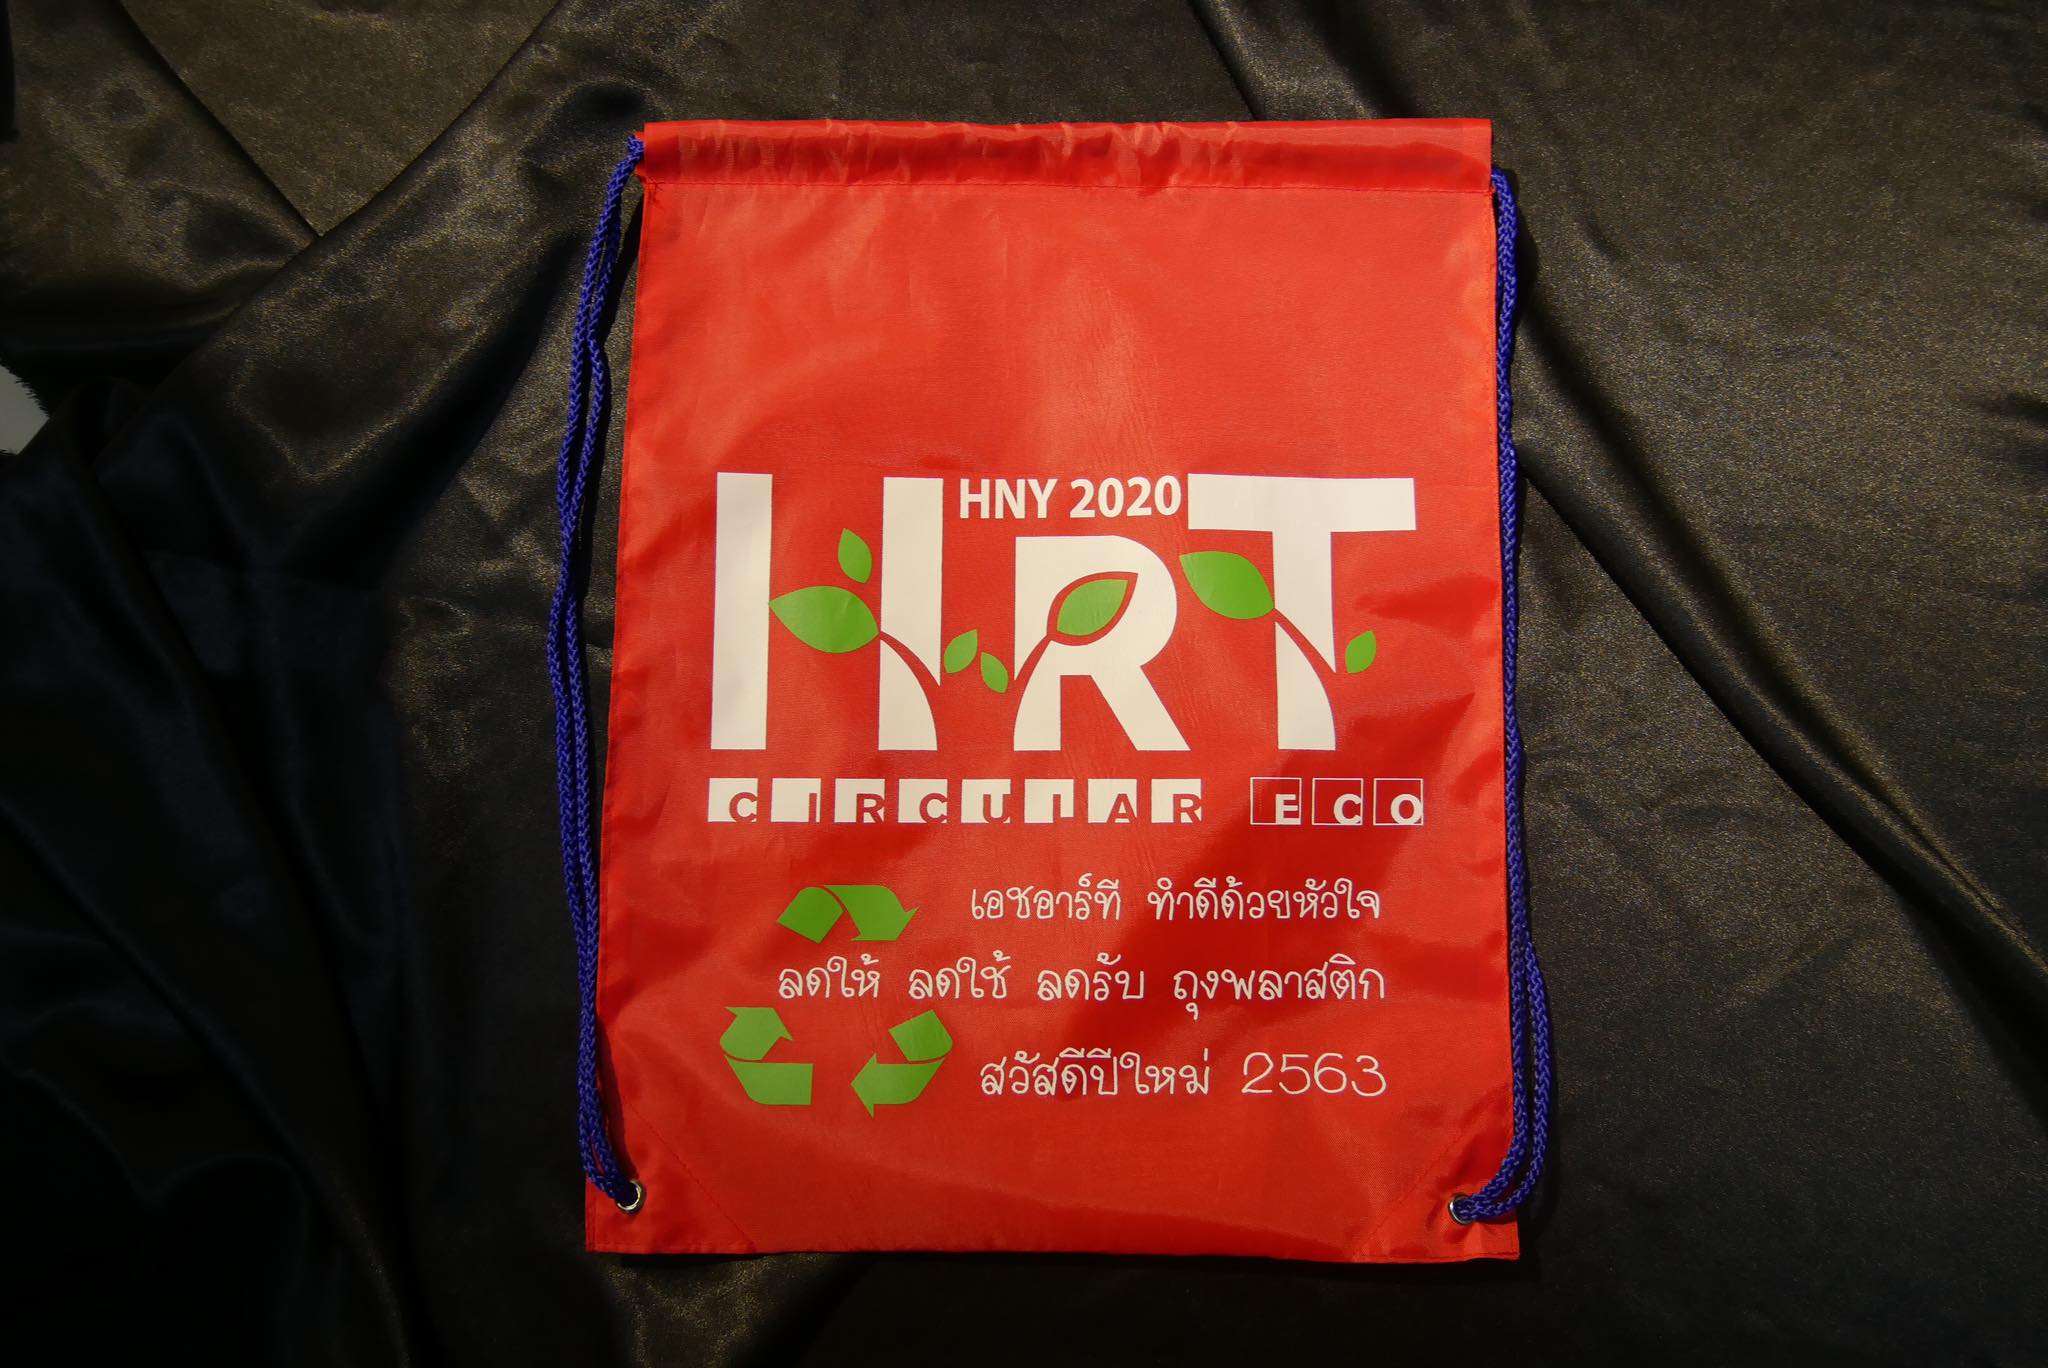 HNY 2020
HRT
CIRCULAR ECO
เอชอาร์ที ทำดีด้วยหัวใจ
ลดให้ ลดใช้ ลดรับ ถุงพลาสติก
สวัสดีปีใหม่ 2563